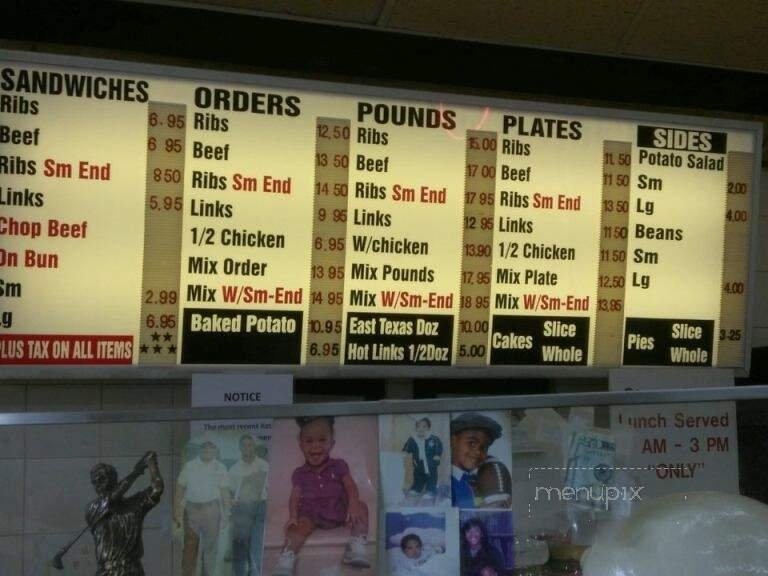 SANDWICHES
Ribs 6.95
Beef 6 95
Ribs Sm End 8 50
Links 5.95
Chop Beef
On Bun
Sm 2.99
Lg 6.95
PLUS TAX ON ALL ITEMS ★★★ ★★★
ORDERS
Ribs 12,50
Beef 13 50
Ribs Sm End 14 50
Links 9 95
1/2 Chicken 6.95
Mix Order 13 95
Mix W/Sm-End 14 95
Baked Potato 10.95
6.95
POUNDS
Ribs 15.00
Beef 17 00
Ribs Sm End 17 95
Links 12 95
W/chicken 13.90
Mix Pounds 17, 95
Mix W/Sm-End 18 95
East Texas Doz 10.00
Hot Links 1/2Doz 5.00
PLATES
Ribs 11. 50
Beef 11 50
Ribs Sm End 13 50
Links 11 50
1/2 Chicken 11 50
Mix Plate 12,50
Mix W/Sm-End 13,95
Cakes Slice
Whole
SIDES
Potato Salad
Sm 2.00
Lg 4.00
Beans
Sm
Lg 4.00
Pies Slice 3-25
Whole
NOTICE
The most recent
Lunch Served
AM - 3 PM
"ONLY"
menupix